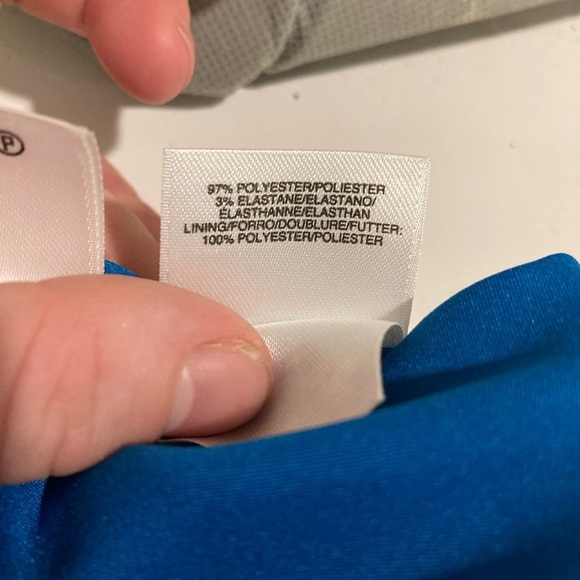 P
97% POLYESTER/POLIESTER
3% ELASTANE/ELASTANO/
ÉLASTHANNE/ELASTHAN
LINING/FORRO/DOUBLURE/FUTTER:
100% POLYESTER/POLIESTER